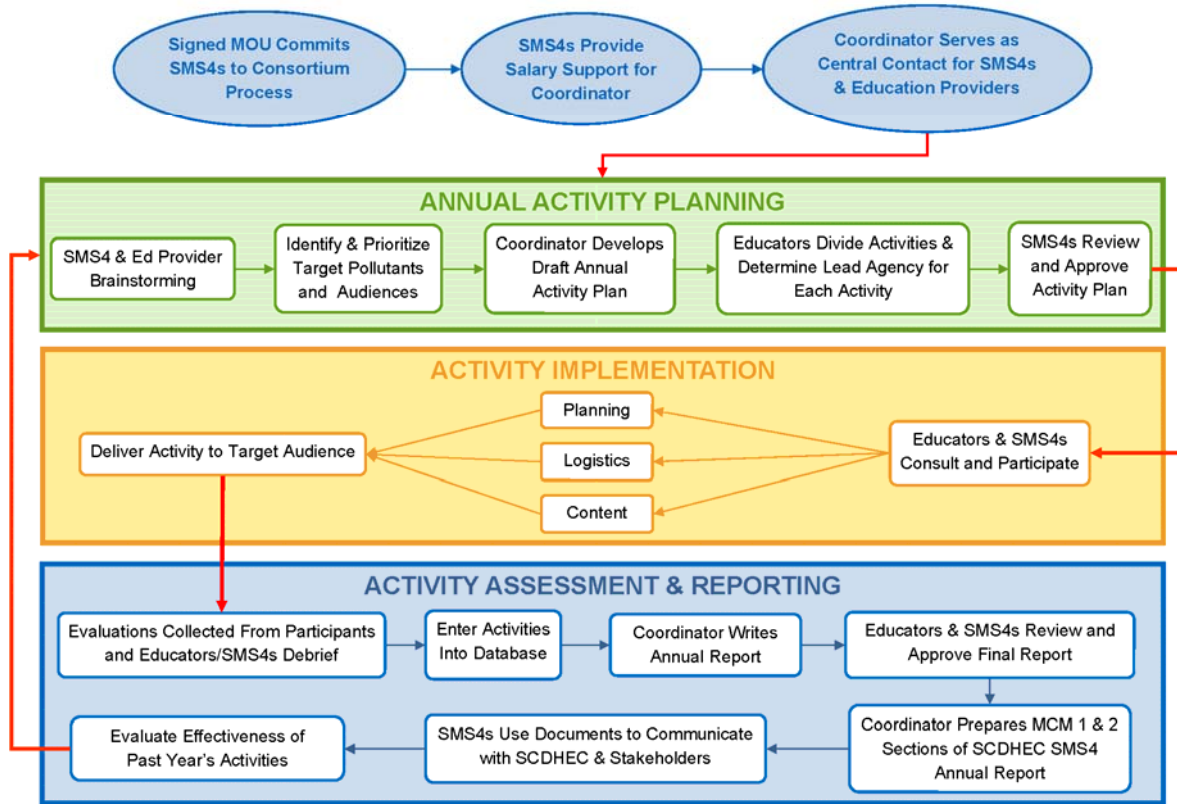 Signed MOU Commits
SMS4s to Consortium
Process
SMS4s Provide
Salary Support for
Coordinator
Coordinator Serves as
Central Contact for SMS4s
& Education Providers
ANNUAL ACTIVITY PLANNING
SMS4 & Ed Provider
Brainstorming
Identify & Prioritize
Target Pollutants
and Audiences
Coordinator Develops
Draft Annual
Activity Plan
Educators Divide Activities &
Determine Lead Agency for
Each Activity
SMS4s Review
and Approve
Activity Plan
ACTIVITY IMPLEMENTATION
Deliver Activity to Target Audience
Planning
Logistics
Content
Educators & SMS4s
Consult and Participate
ACTIVITY ASSESSMENT & REPORTING
Evaluations Collected From Participants
and Educators/SMS4s Debrief
Enter Activities
Into Database
Coordinator Writes
Annual Report
Educators & SMS4s Review and
Approve Final Report
Coordinator Prepares MCM 1 & 2
Sections of SCDHEC SMS4
Annual Report
SMS4s Use Documents to Communicate
with SCDHEC & Stakeholders
Evaluate Effectiveness of
Past Year's Activities